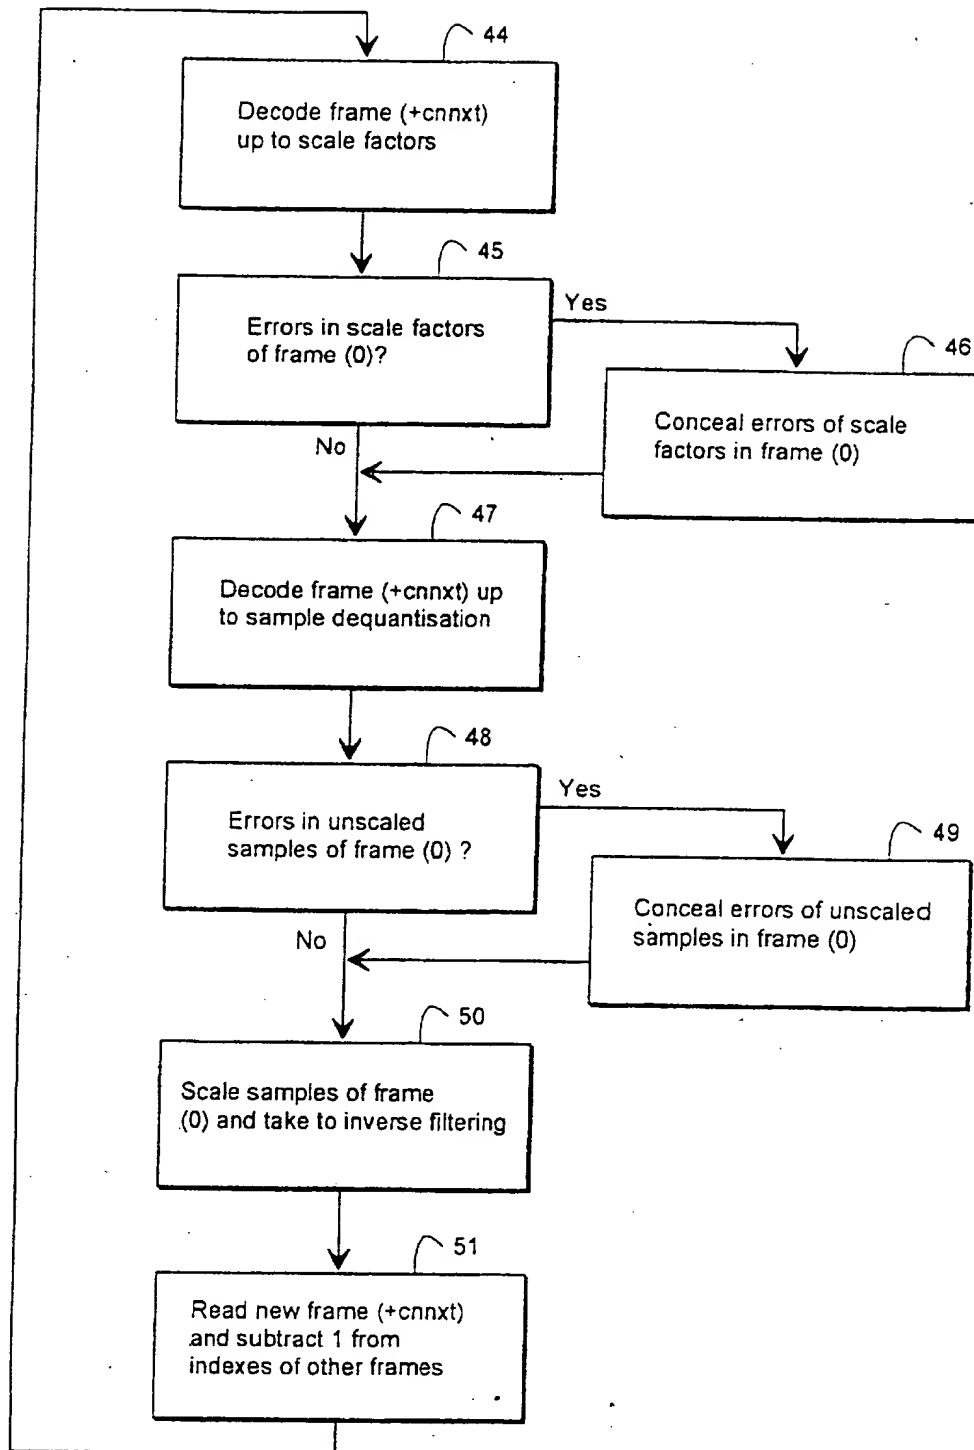 44
Decode frame (+cnnxt)
up to scale factors
45
Errors in scale factors
of frame (0)?
Yes
46
Conceal errors of scale
factors in frame (0)
No
47
Decode frame (+cnnxt) up
to sample dequantisation
48
Errors in unscaled
samples of frame (0) ?
Yes
49
Conceal errors of unscaled
samples in frame (0)
No
50
Scale samples of frame
(0) and take to inverse filtering
51
Read new frame (+cnnxt)
and subtract 1 from
indexes of other frames